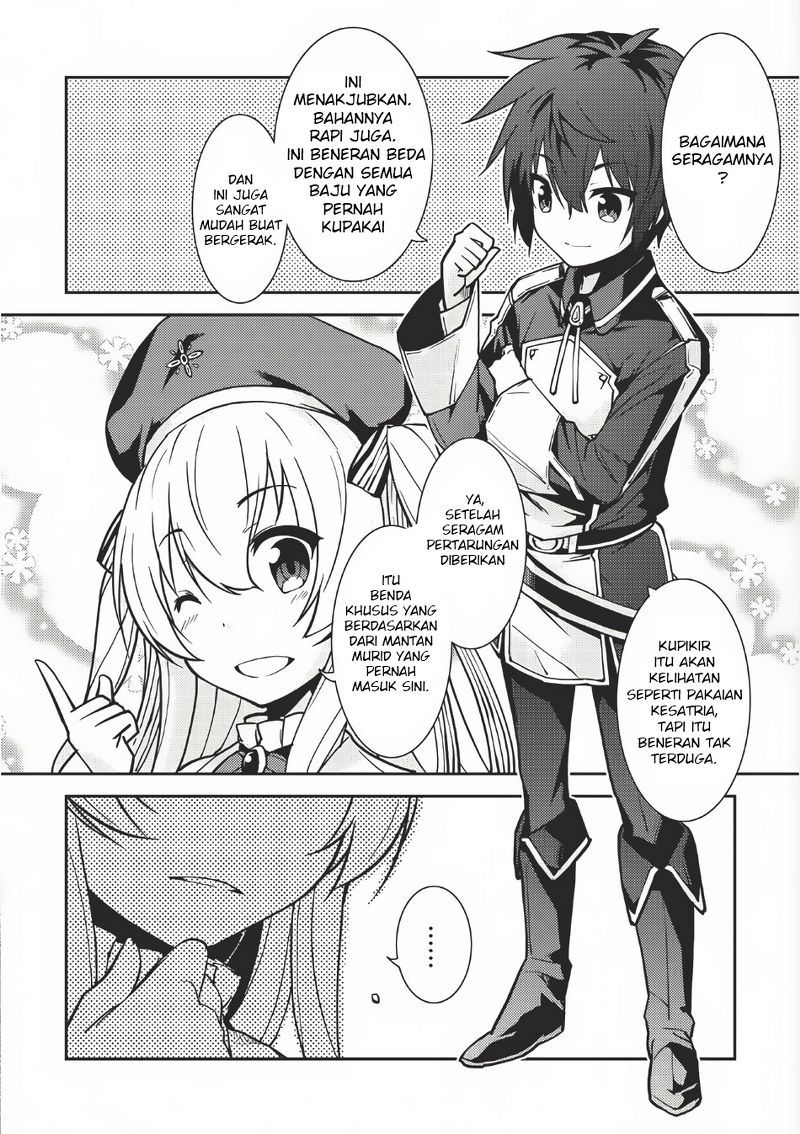 BAGAIMANA
SERAGAMNYA
?
INI
MENAKJUBKAN.
BAHANNYA
RAPI JUGA.
INI BENERAN BEDA
DENGAN SEMUA
BAJU YANG
PERNAH
KUPAKAI
DAN
INI JUGA
SANGAT
MUDAH BUAT
BERGERAK.
YA,
SETELAH
SERAGAM
PERTARUNGAN
DIBERIKAN
ITU
BENDA
KHUSUS YANG
BERDASARKAN
DARI MANTAN
MURID YANG
PERNAH
MASUK SINI.
KUPIKIR
ITU AKAN
KELIHATAN
SEPERTI PAKAIAN
KESATRIA,
TAPI ITU
BENERAN TAK
TERDUGA.
......